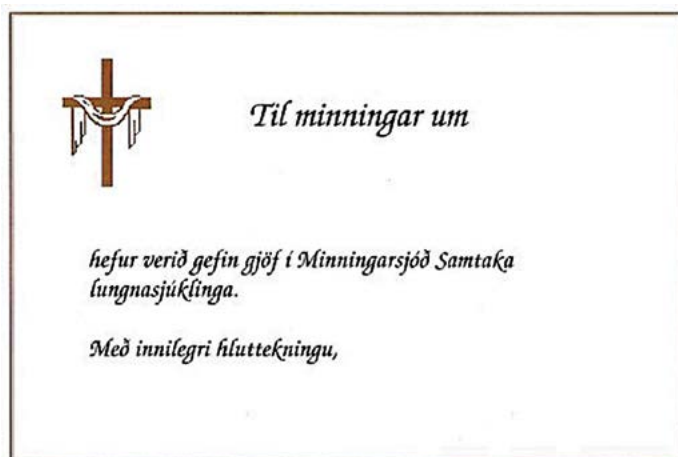 Til minningar um
hefur verið gefin gjöf í Minningarsjóð Samtaka
lungnasjúklinga.
Með innilegri hluttekningu,